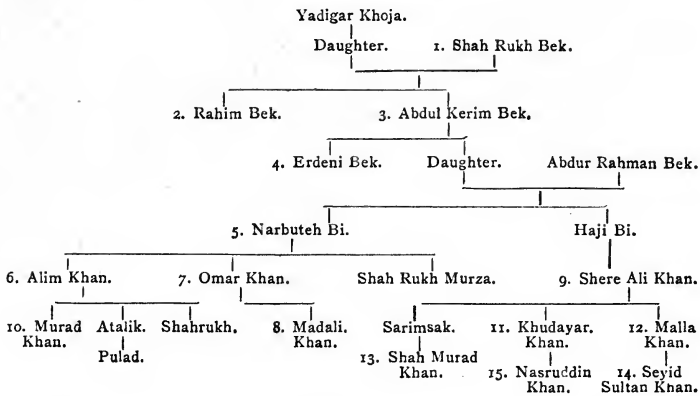 Yadigar Khoja.
Daughter. 1. Shah Rukh Bek.
2. Rahim Bek. 3. Abdul Kerim Bek.
4. Erdeni Bek. Daughter. Abdur Rahman Bek.
5. Narbuteh Bi. Haji Bi.
6. Alim Khan. 7. Omar Khan. Shah Rukh Murza. 9. Shere Ali Khan.
10. Murad Atalik. Shahrukh. 8. Madali. Sarimsak. 11. Khudayar. 12. Malla
Khan. Khan. Khan. Khan.
Pulad. 13. Shah Murad 15. Nasruddin 14. Seyid
Khan. Khan. Sultan Khan.